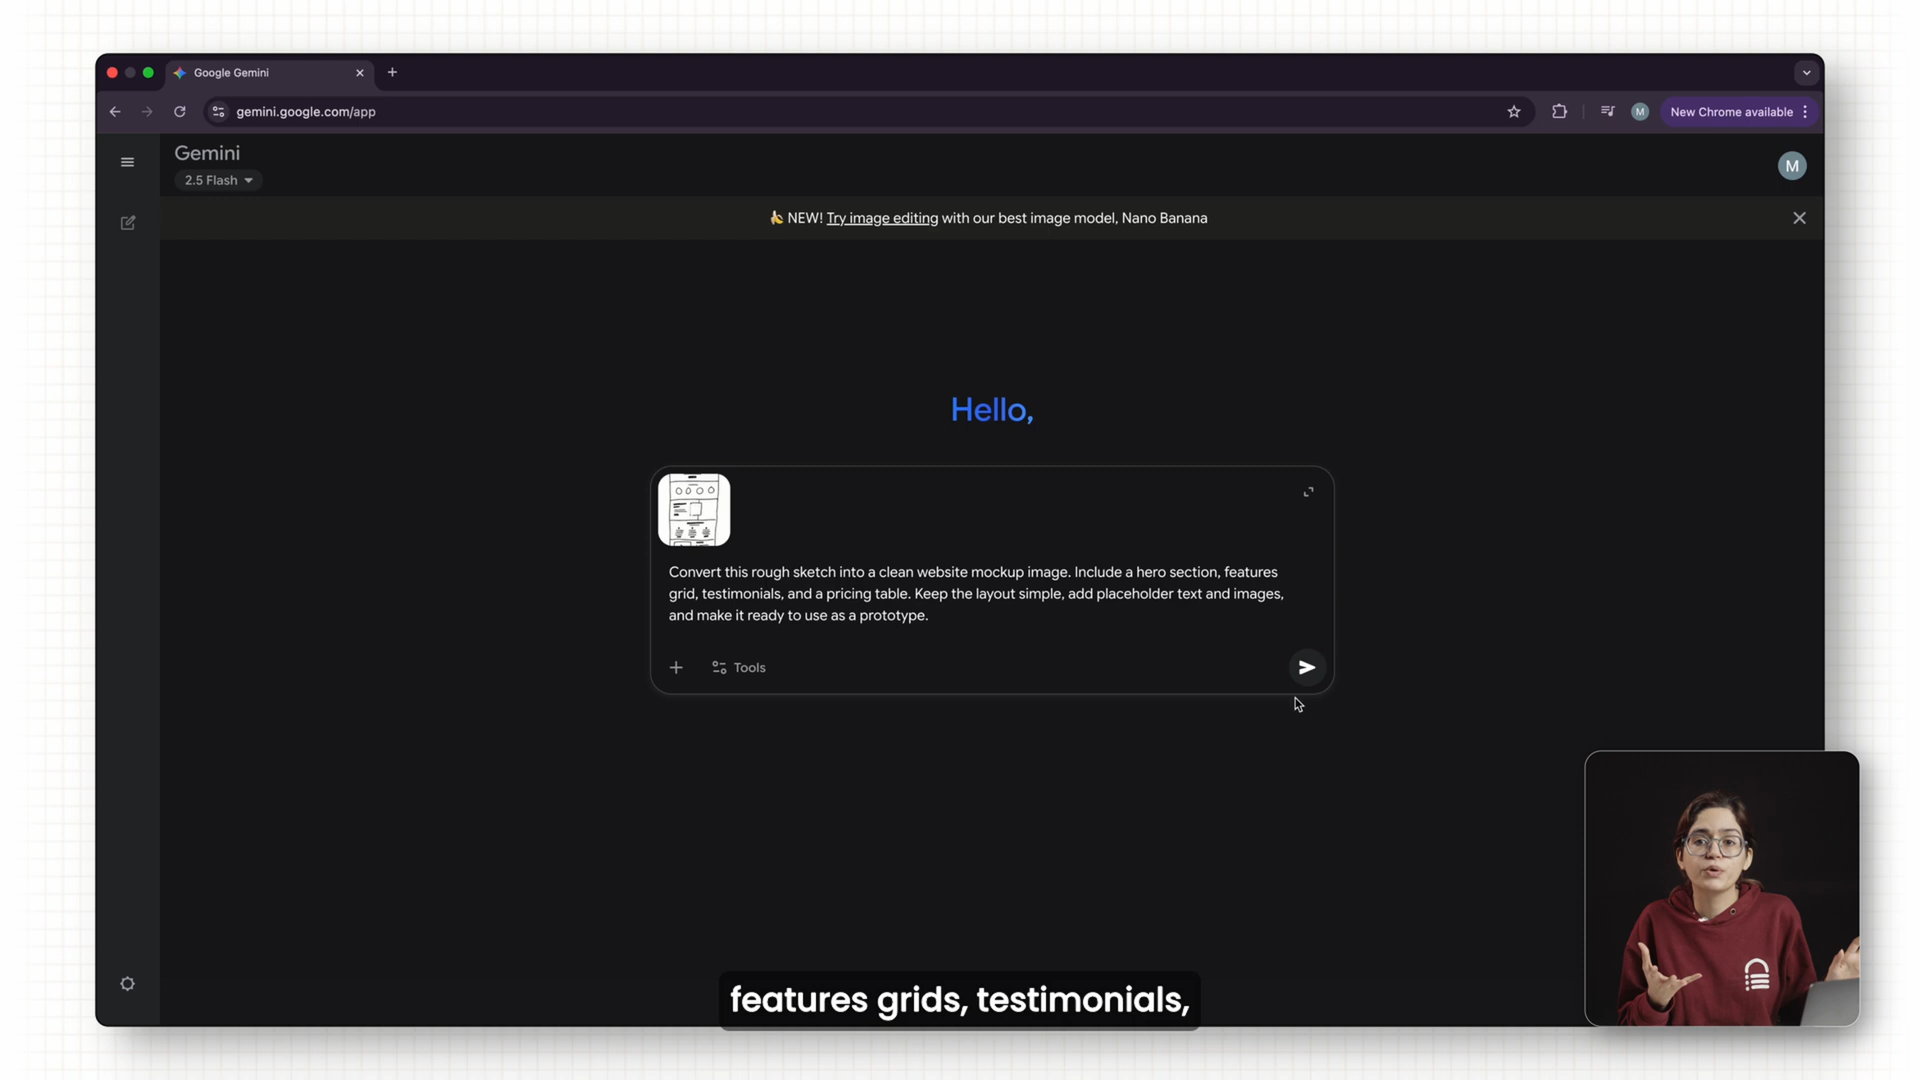 Google Gemini
gemini.google.com/app
M
New Chrome available
Gemini
2.5 Flash
M
NEW! Try image editing with our best image model, Nano Banana
Hello,
Convert this rough sketch into a clean website mockup image. Include a hero section, features
grid, testimonials, and a pricing table. Keep the layout simple, add placeholder text and images,
and make it ready to use as a prototype.
Tools
features grids, testimonials,